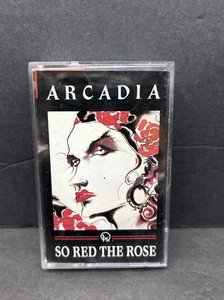 ARCADIA
SO RED THE ROSE